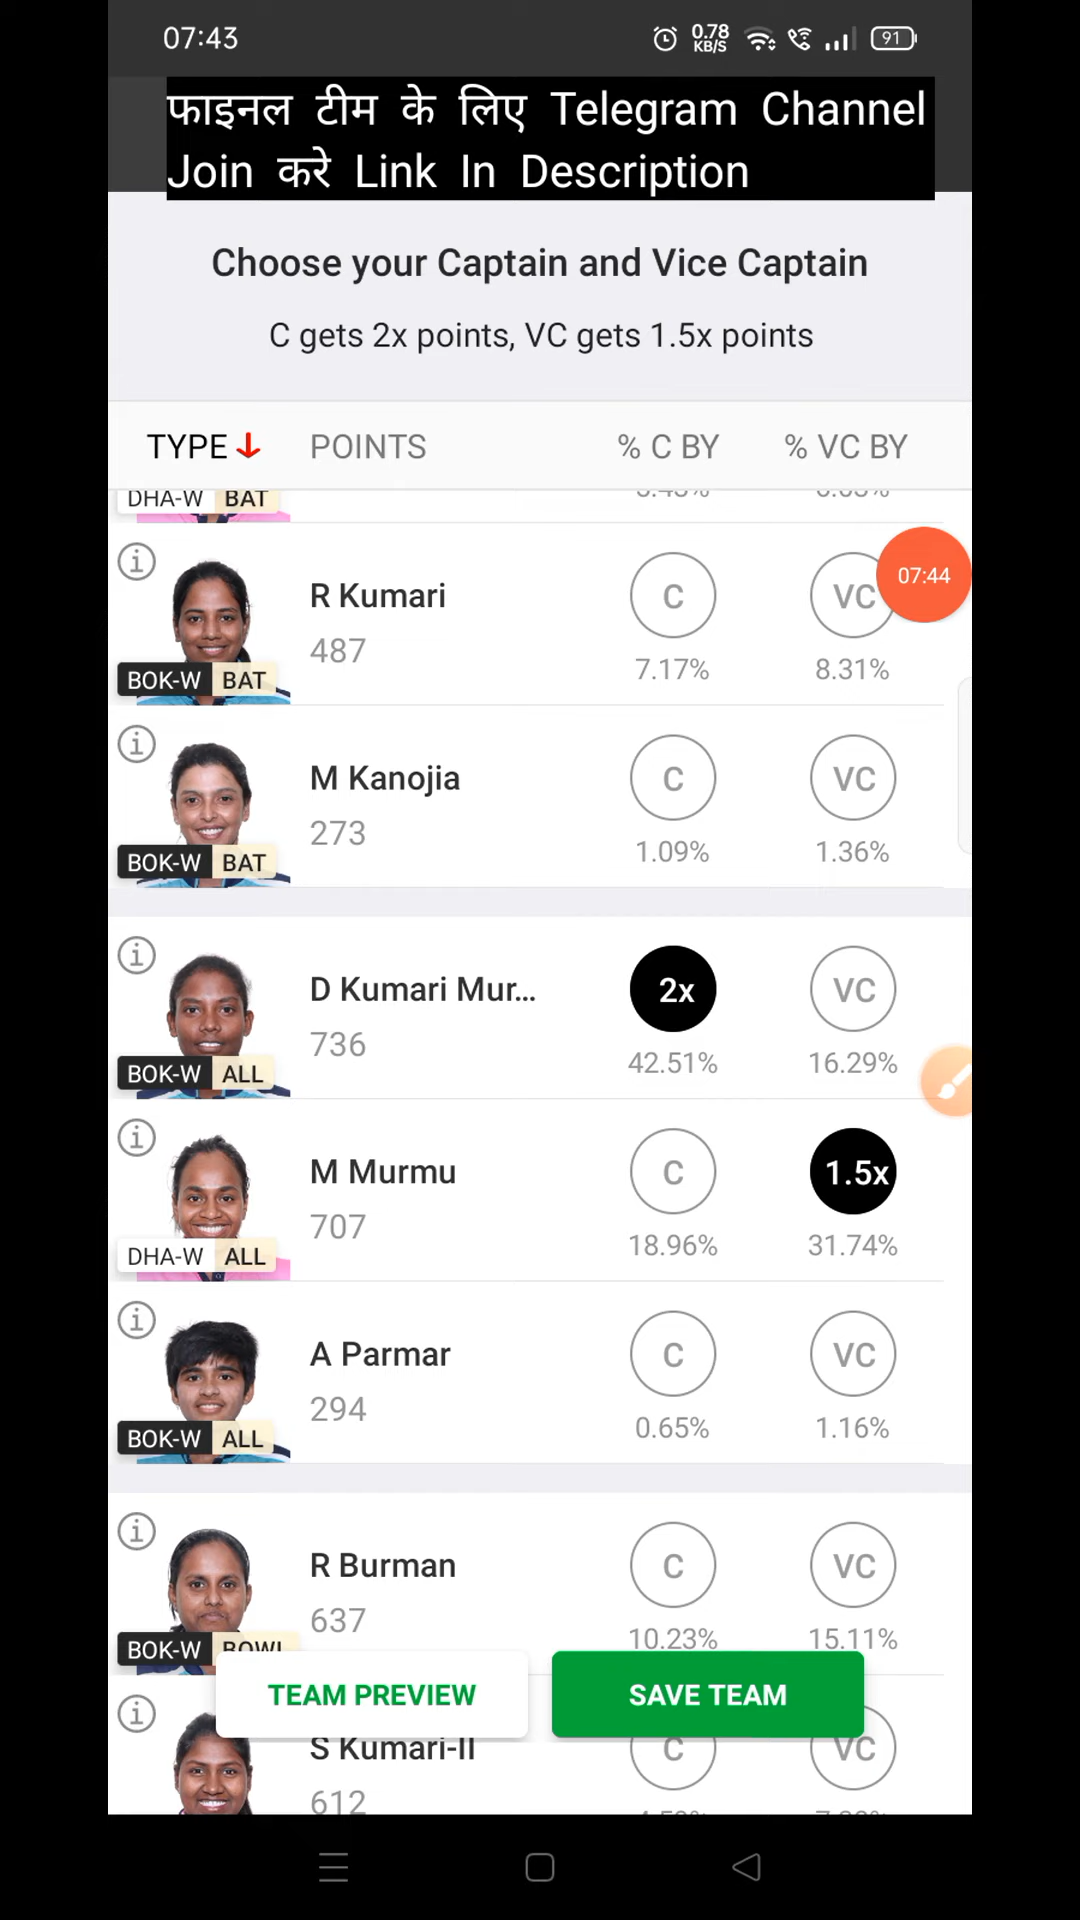 07:43
0.78 KB/S
91
फाइनल टीम के लिए Telegram Channel
Join करे Link In Description
Choose your Captain and Vice Captain
C gets 2x points, VC gets 1.5x points
TYPE POINTS % C BY % VC BY
DHA-W BAT
07:44
R Kumari C VC
487
7.17% 8.31%
BOK-W BAT
M Kanojia C VC
273
1.09% 1.36%
BOK-W BAT
D Kumari Mur... 2x VC
736
42.51% 16.29%
BOK-W ALL
M Murmu C 1.5x
707
18.96% 31.74%
DHA-W ALL
A Parmar C VC
294
0.65% 1.16%
BOK-W ALL
R Burman C VC
637
10.23% 15.11%
BOK-W BOWL
TEAM PREVIEW SAVE TEAM
S Kumari-II C VC
612